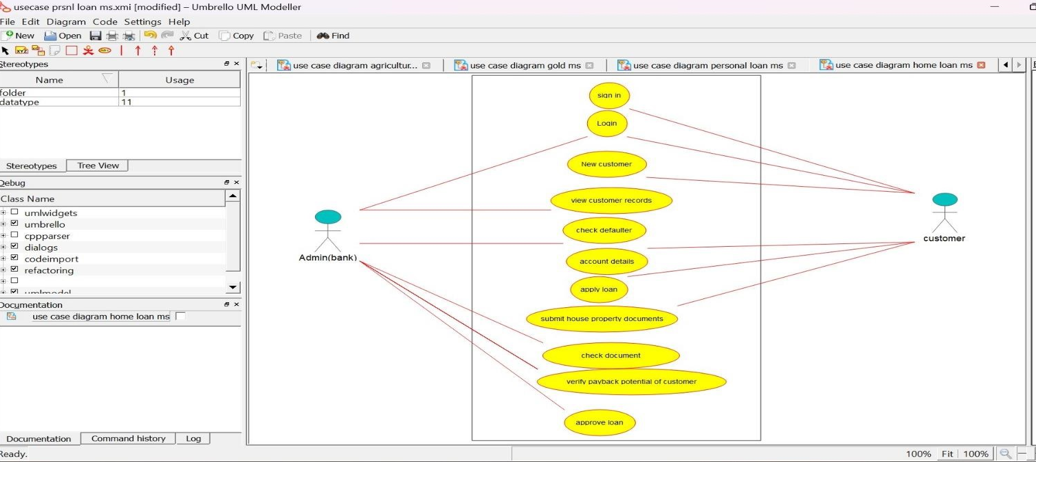 usecase prsnl loan ms.xmi [modified] – Umbrello UML Modeller
File Edit Diagram Code Settings Help
New Open Cut Copy Paste Find
Stereotypes
Name Usage
folder 1
datatype 11
Stereotypes Tree View
Debug
Class Name
umlwidgets
umbrello
cppparser
dialogs
codeimport
refactoring
umlmodel
Documentation
use case diagram home loan ms
Documentation Command history Log
Ready.
use case diagram agricultur... use case diagram gold ms use case diagram personal loan ms use case diagram home loan ms
sign in
Login
New customer
view customer records
check defaulter
account details
apply loan
submit house property documents
check document
verify payback potential of customer
approve loan
Admin(bank)
customer
100% Fit 100%